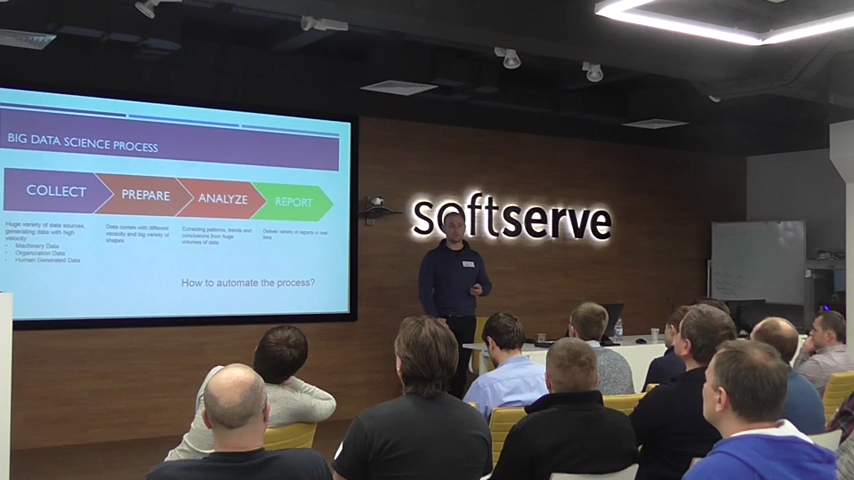 BIG DATA SCIENCE PROCESS
COLLECT
PREPARE
ANALYZE
REPORT
Huge variety of data sources,
generating data with high
velocity:
• Machinery Data
• Organization Data
• Human Generated Data
Data comes with different
veracity and big variety of
shapes
Extracting patterns, trends and
conclusions from huge
volumes of data
Deliver variety of reports in real
time
How to automate the process?
softserve